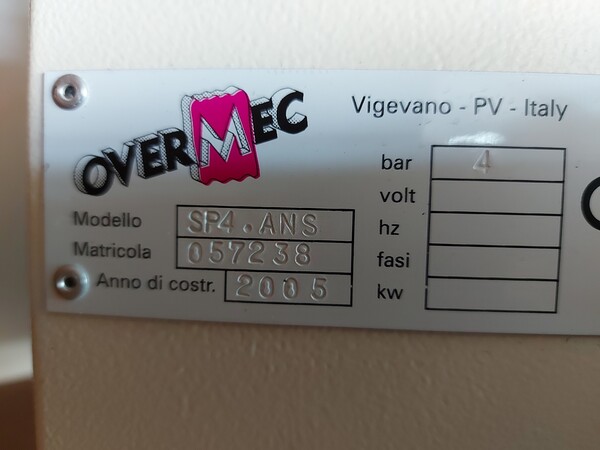 OVERMEC
Vigevano - PV - Italy
Modello SP4.ANS
Matricola 057238
Anno di costr. 2005
bar 4
volt
hz
fasi
kw